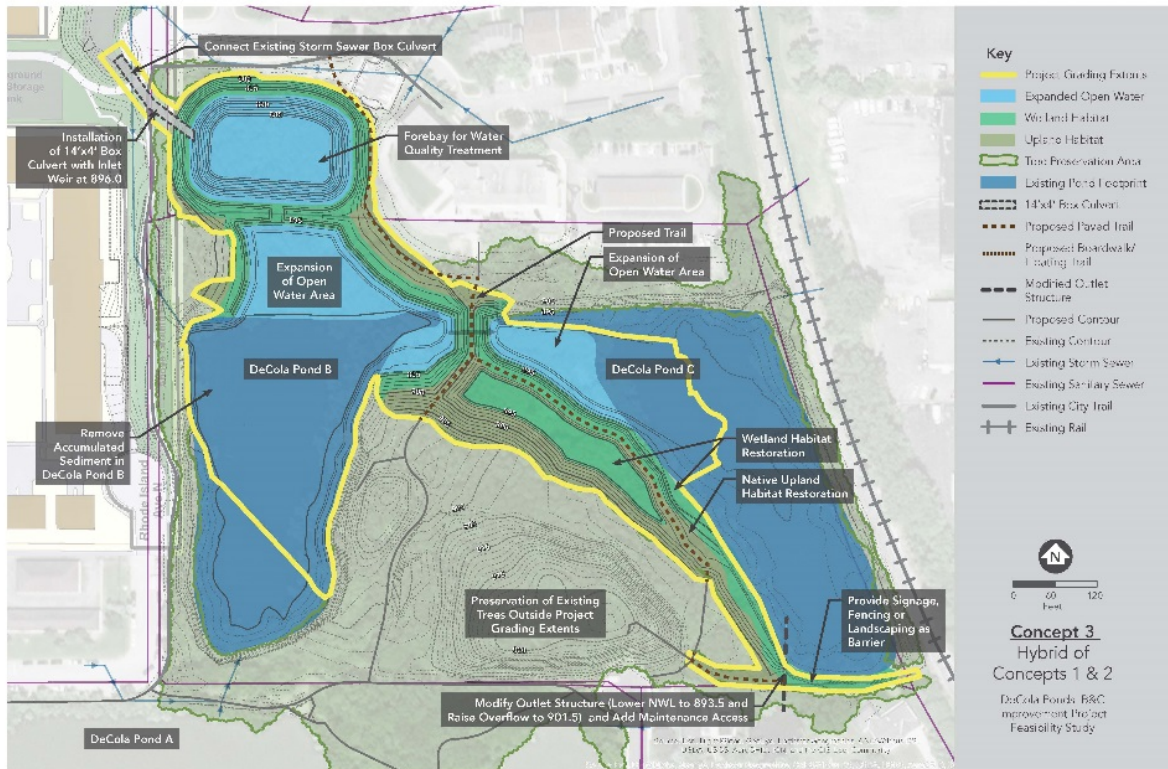 Connect Existing Storm Sewer Box Culvert
Installation
of 14'x4' Box
Culvert with Inlet
Weir at 896.0
Forebay for Water
Quality Treatment
Proposed Trail
Expansion of
Open Water Area
Expansion
of Open
Water Area
DeCola Pond B
DeCola Pond C
Remove
Accumulated
Sediment in
DeCola Pond B
Rhode Island
Ave N
Wetland Habitat
Restoration
Native Upland
Habitat Restoration
Preservation of Existing
Trees Outside Project
Grading Extents
Provide Signage,
Fencing or
Landscaping as
Barrier
Modify Outlet Structure (Lower NWL to 893.5 and
Raise Overflow to 901.5) and Add Maintenance Access
DeCola Pond A
Key
Project Grading Extents
Expanded Open Water
Wetland Habitat
Upland Habitat
Tree Preservation Area
Existing Pond Footprint
14'x4' Box Culvert
Proposed Paved Trail
Proposed Boardwalk/
Floating Trail
Modified Outlet
Structure
Proposed Contour
Existing Contour
Existing Storm Sewer
Existing Sanitary Sewer
Existing City Trail
Existing Rail
N
0 60 120
Feet
Concept 3
Hybrid of
Concepts 1 & 2
DeCola Ponds B&C
Improvement Project
Feasibility Study